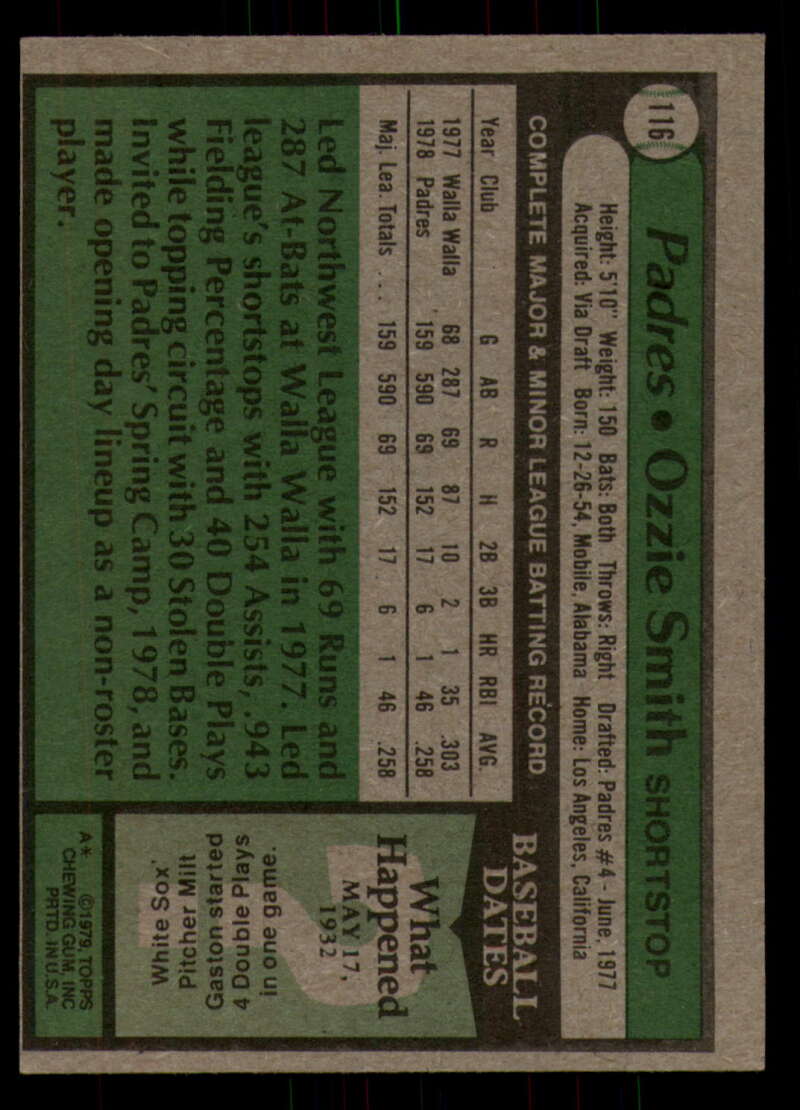 116
Padres • Ozzie Smith SHORTSTOP
Height: 5'10" Weight: 150 Bats: Both Throws: Right Drafted: Padres #4 - June, 1977
Acquired: Via Draft Born: 12-26-54, Mobile, Alabama Home: Los Angeles, California
COMPLETE MAJOR & MINOR LEAGUE BATTING RECORD
Year Club G AB R H 2B 3B HR RBI AVG.
1977 Walla Walla 68 287 69 87 10 2 1 35 .303
1978 Padres 159 590 69 152 17 6 1 46 .258
Maj. Lea. Totals ... 159 590 69 152 17 6 1 46 .258
Led Northwest League with 69 Runs and
287 At-Bats at Walla Walla in 1977. Led
league's shortstops with 254 Assists, .943
Fielding Percentage and 40 Double Plays
while topping circuit with 30 Stolen Bases.
Invited to Padres' Spring Camp, 1978, and
made opening day lineup as a non-roster
player.
BASEBALL
DATES
What
Happened
MAY 17,
1932
White Sox'
Pitcher Milt
Gaston started
4 Double Plays
in one game.
A* ©1979, TOPPS
CHEWING GUM, INC
PRTD. IN U.S.A.